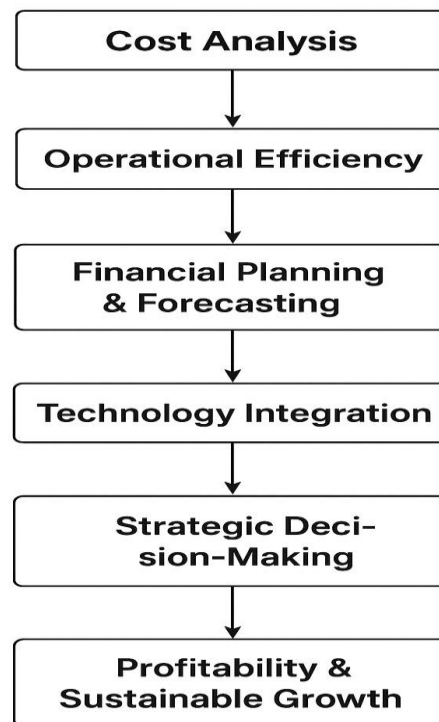 Cost Analysis
Operational Efficiency
Financial Planning
& Forecasting
Technology Integration
Strategic Deci-
sion-Making
Profitability &
Sustainable Growth